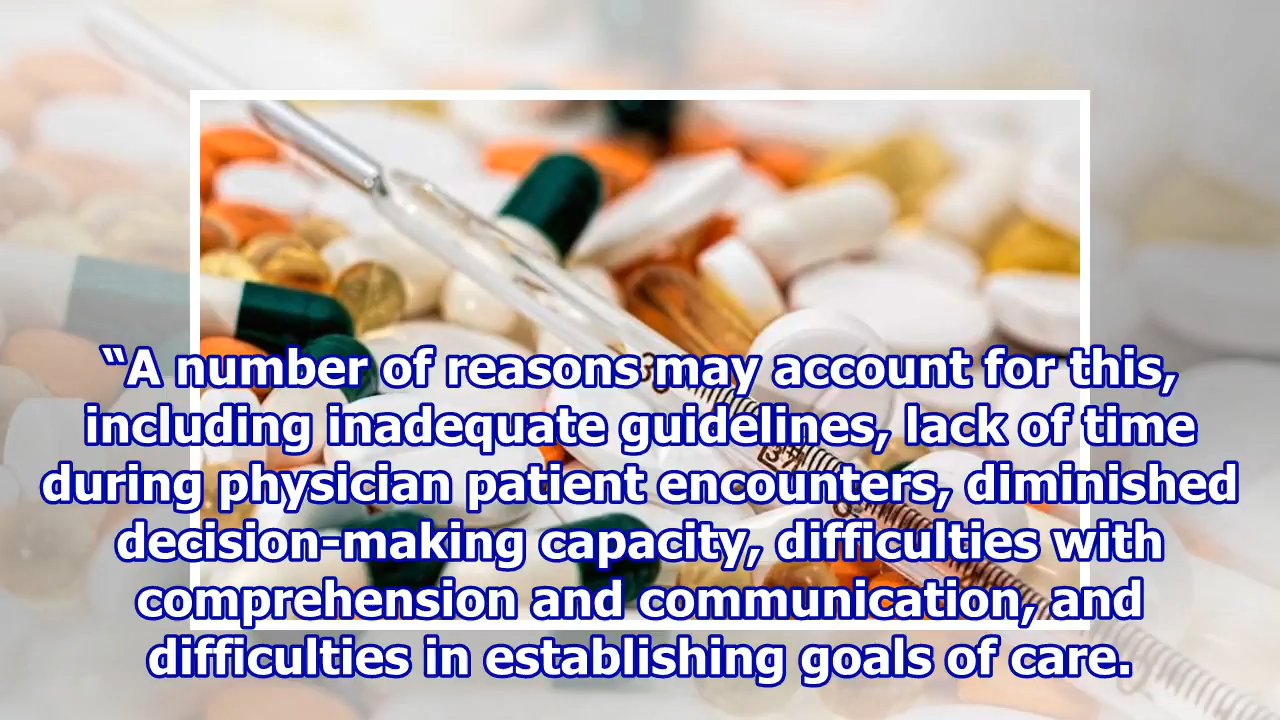 “A number of reasons may account for this,
including inadequate guidelines, lack of time
during physician patient encounters, diminished
decision-making capacity, difficulties with
comprehension and communication, and
difficulties in establishing goals of care.
37